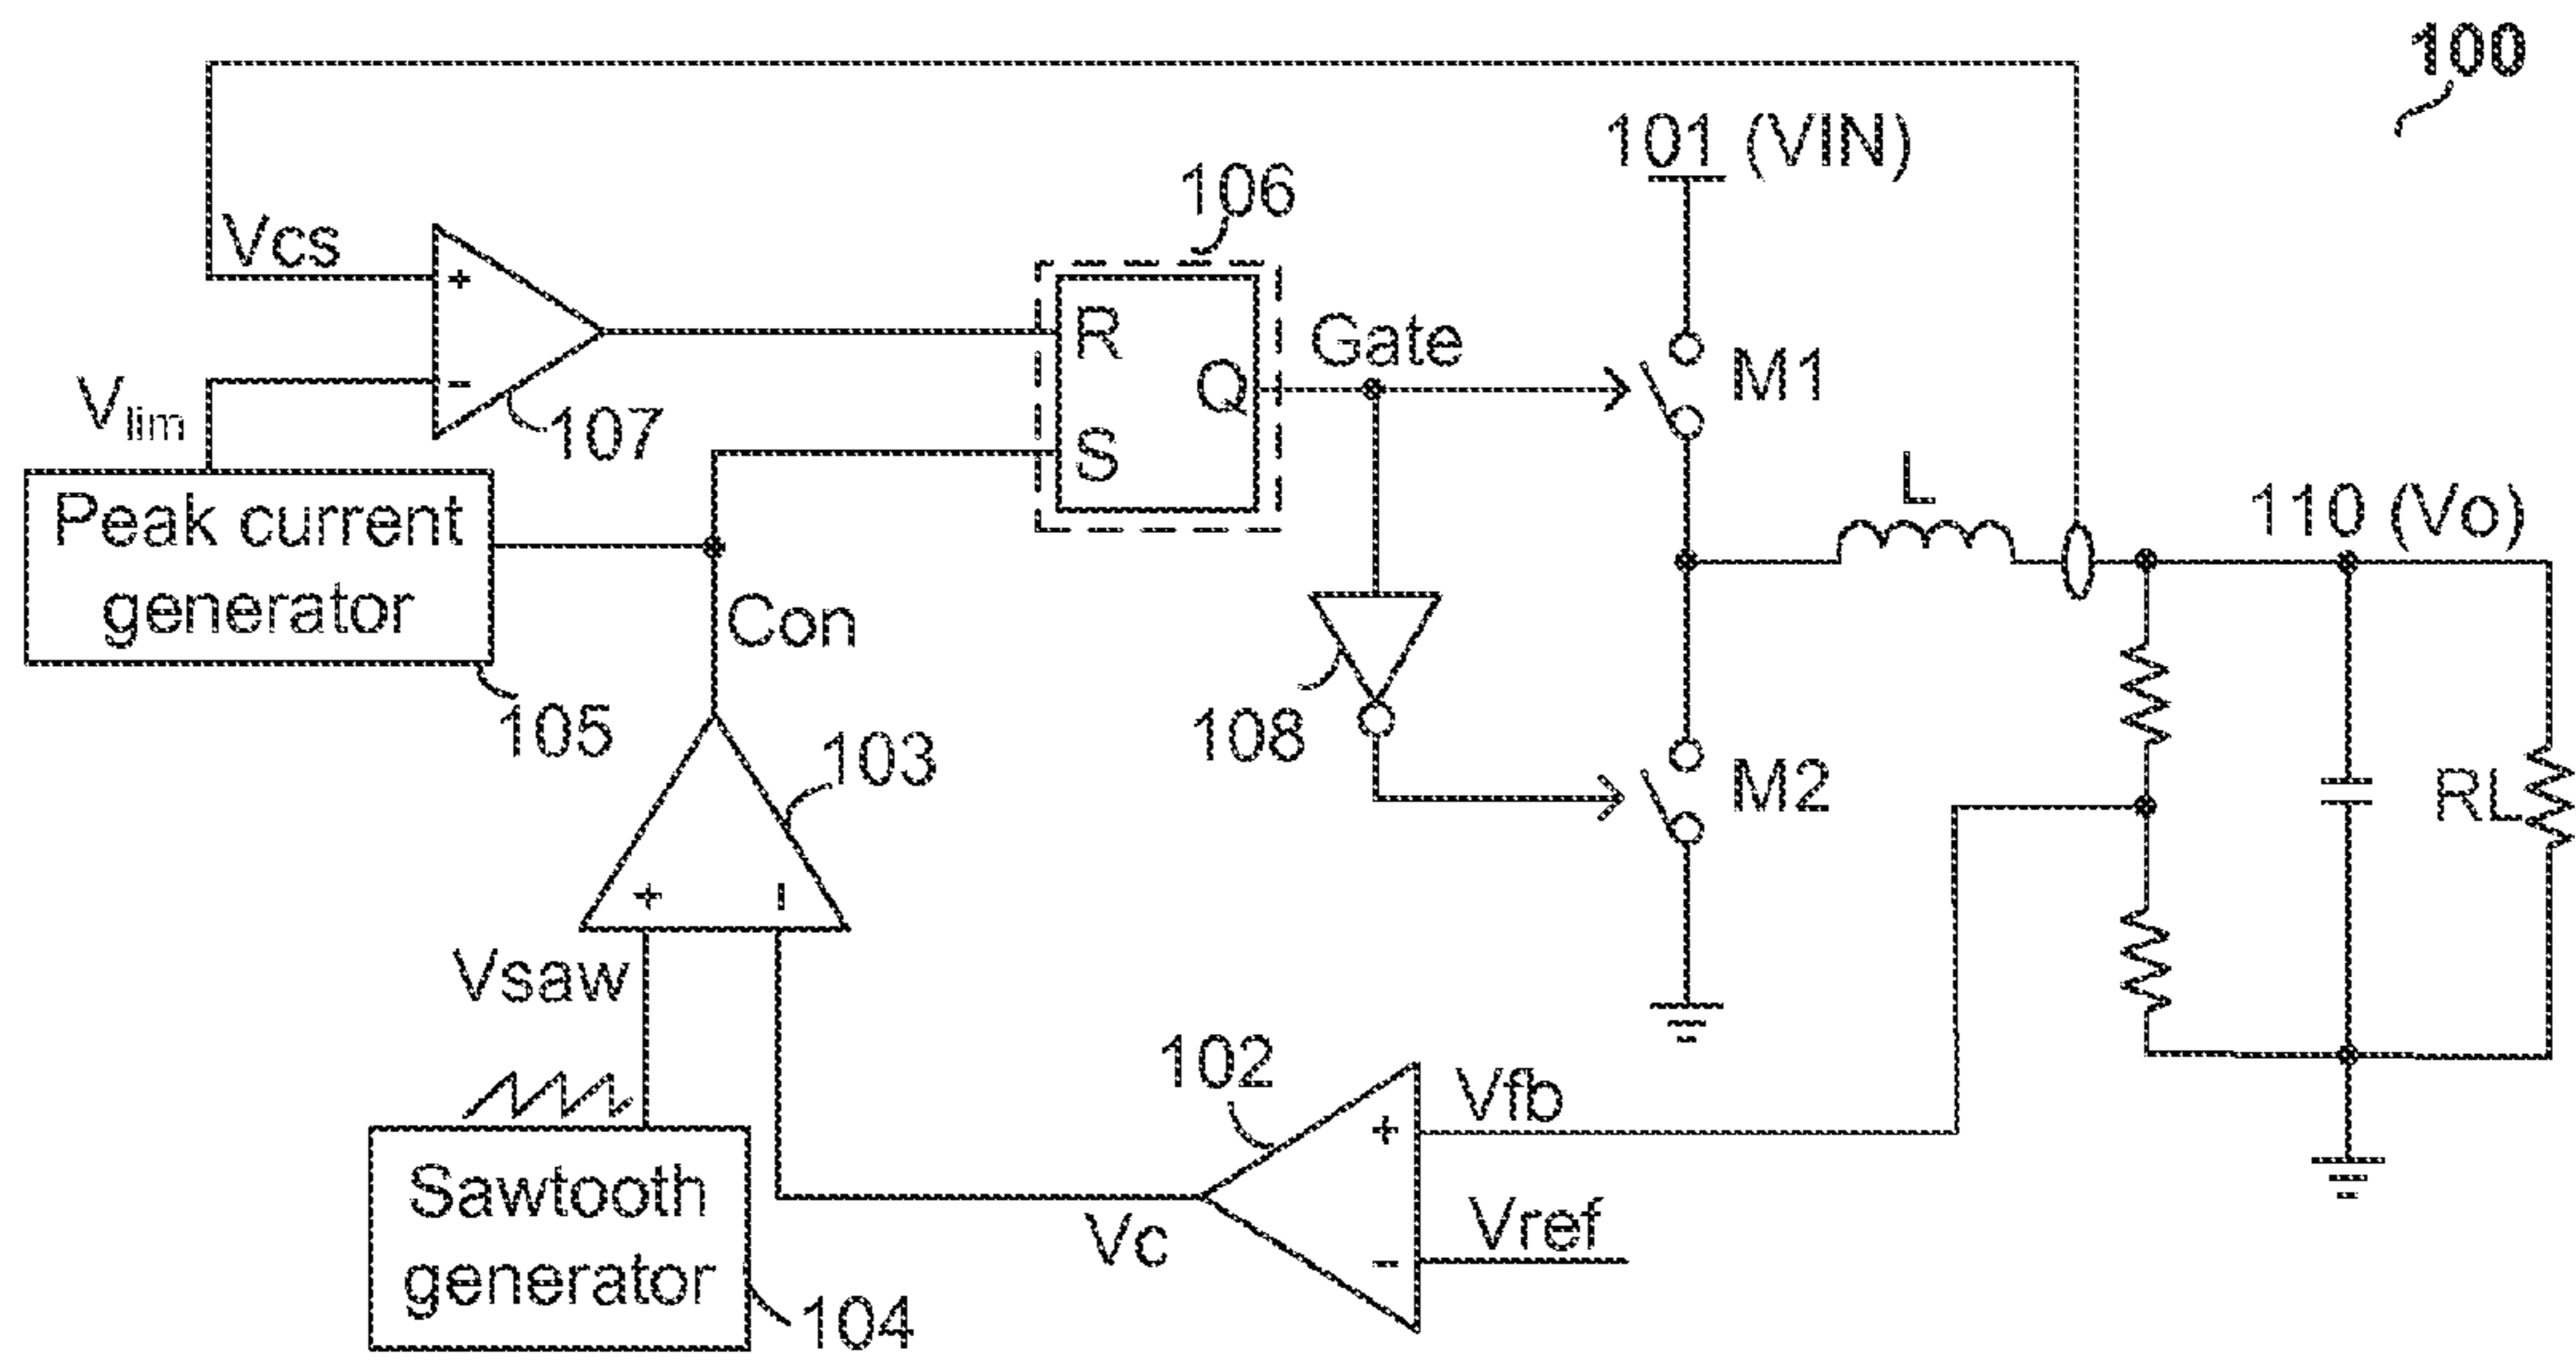 100
101 (VIN)
106
Vcs
+
R
Gate
M1
Q
Vlim
-
107
S
L
110 (Vo)
Peak current
generator
Con
105
103
108
M2
RL
+
-
Vsaw
102
Vfb
+
Sawtooth
generator
Vc
Vref
-
104